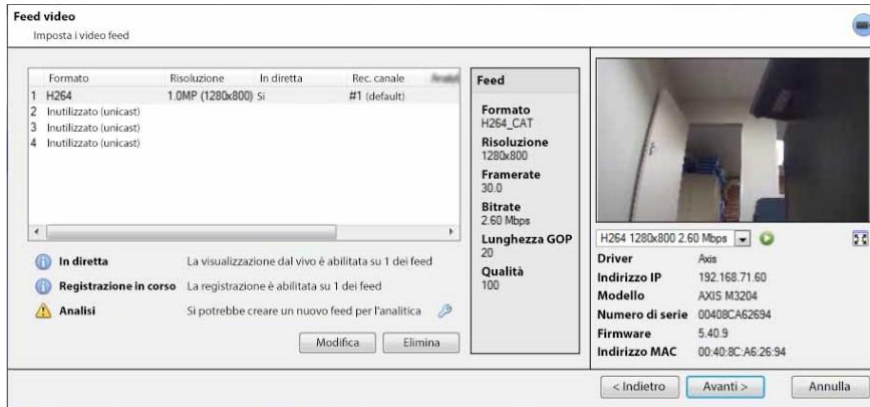 Feed video
Imposta i video feed
Formato Risoluzione In diretta Rec. canale
1 H264 1.0MP (1280x800) Si #1 (default)
2 Inutilizzato (unicast)
3 Inutilizzato (unicast)
4 Inutilizzato (unicast)
In diretta La visualizzazione dal vivo è abilitata su 1 dei feed
Registrazione in corso La registrazione è abilitata su 1 dei feed
Analisi Si potrebbe creare un nuovo feed per l'analitica
Modifica Elimina
Feed
Formato
H264_CAT
Risoluzione
1280x800
Framerate
30.0
Bitrate
2.60 Mbps
Lunghezza GOP
20
Qualità
100
H264 1280x800 2.60 Mbps
Driver Axis
Indirizzo IP 192.168.71.60
Modello AXIS M3204
Numero di serie 00408CA62694
Firmware 5.40.9
Indirizzo MAC 00:40:8C:A6:26:94
< Indietro Avanti > Annulla